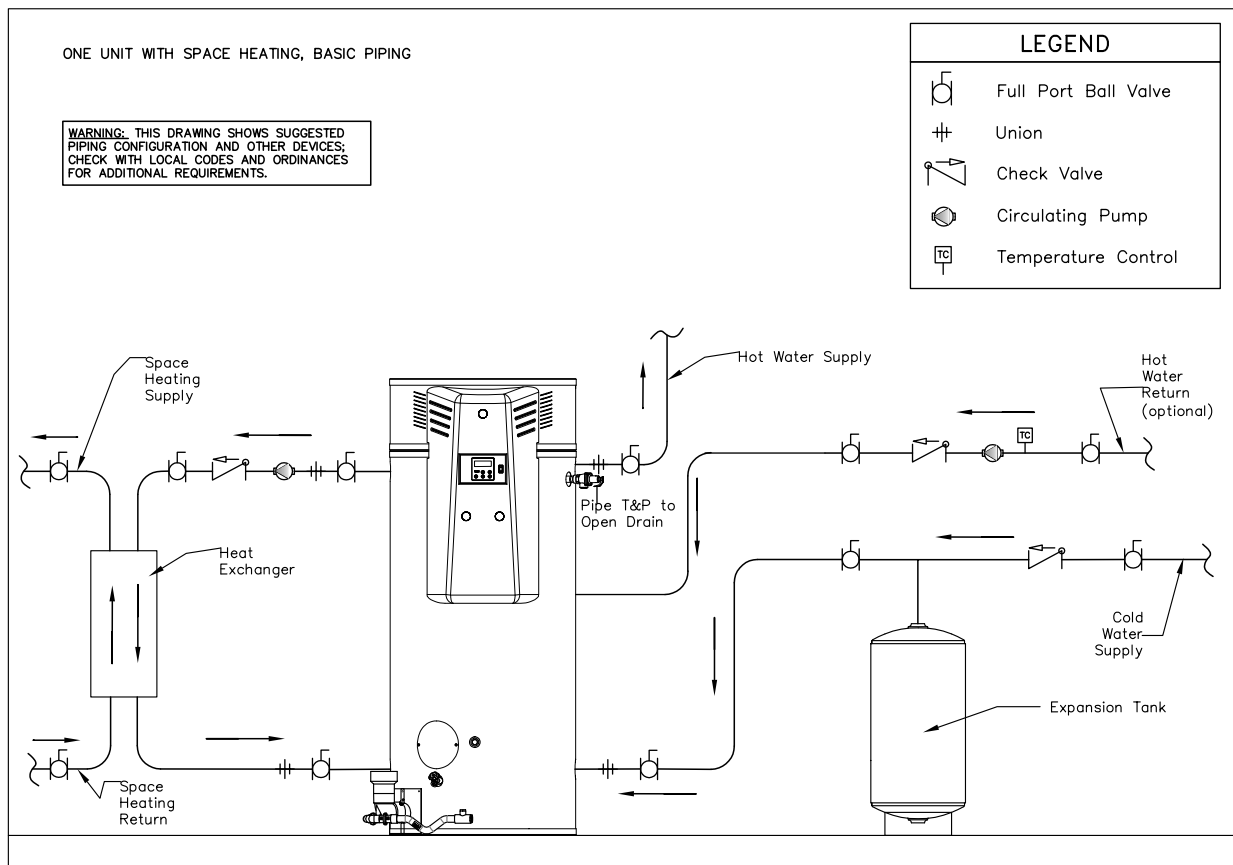 ONE UNIT WITH SPACE HEATING, BASIC PIPING
WARNING: THIS DRAWING SHOWS SUGGESTED
PIPING CONFIGURATION AND OTHER DEVICES;
CHECK WITH LOCAL CODES AND ORDINANCES
FOR ADDITIONAL REQUIREMENTS.
LEGEND
Full Port Ball Valve
Union
Check Valve
Circulating Pump
TC
Temperature Control
Space
Heating
Supply
Hot Water Supply
Hot
Water
Return
(optional)
TC
Pipe T&P to
Open Drain
Heat
Exchanger
Cold
Water
Supply
Expansion Tank
Space
Heating
Return